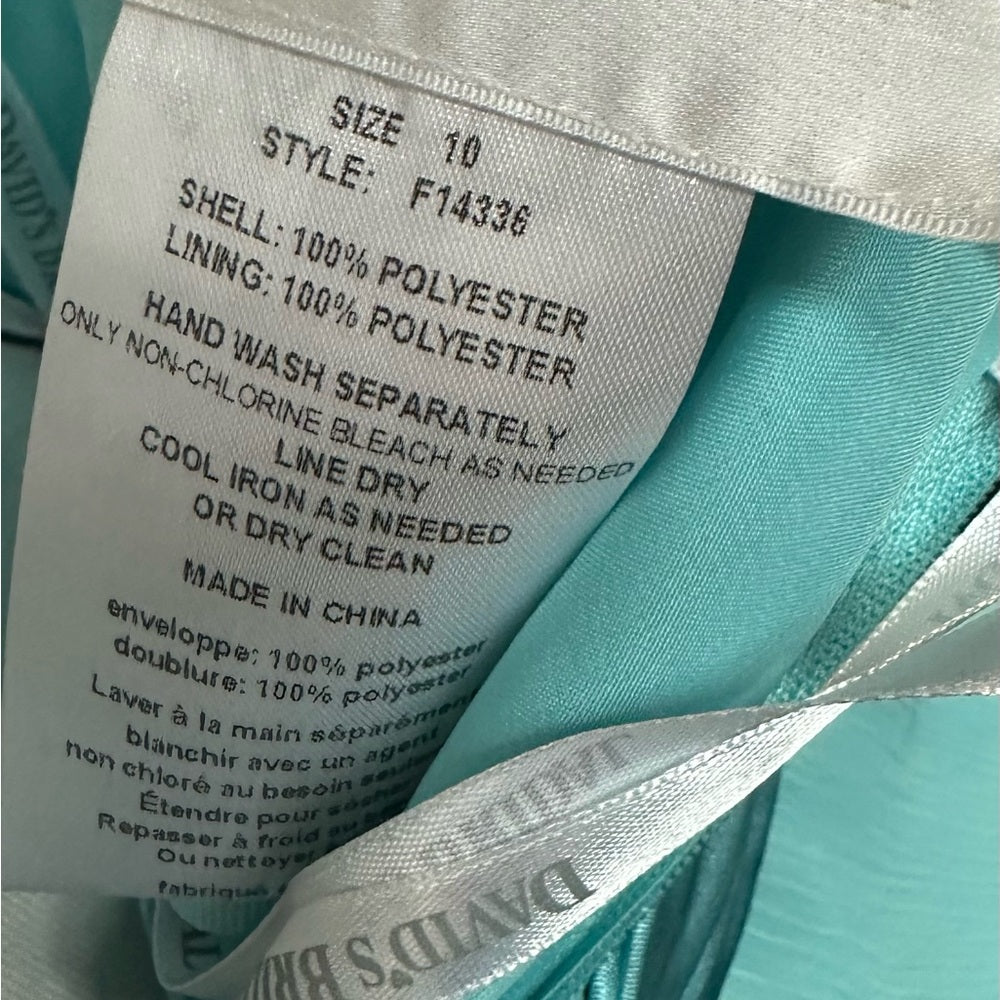 SIZE 10
STYLE: F14336
SHELL: 100% POLYESTER
LINING: 100% POLYESTER
HAND WASH SEPARATELY
ONLY NON-CHLORINE BLEACH AS NEEDED
LINE DRY
COOL IRON AS NEEDED
OR DRY CLEAN
MADE IN CHINA
enveloppe: 100% polyester
doublure: 100% polyester
Laver à la main
blanchir avec un agent
non chloré au besoin
Étendre pour
Repasser à froid au
Ou
DAVID'S
DAVID'S